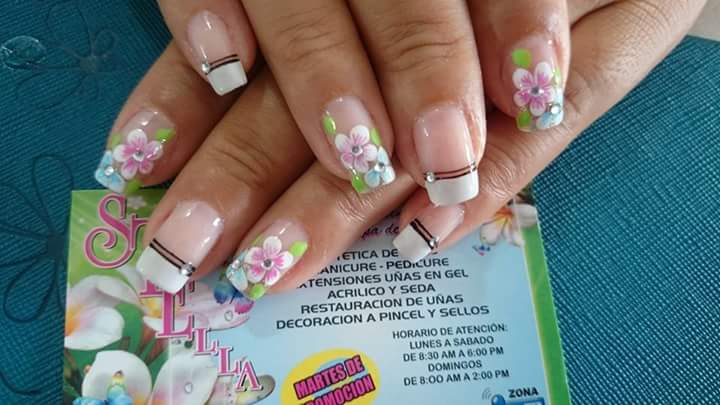 ETICA DE
ANICURE - PEDICURE
EXTENSIONES UÑAS EN GEL
ACRILICO Y SEDA
RESTAURACION DE UÑAS
DECORACION A PINCEL Y SELLOS
HORARIO DE ATENCIÓN:
LUNES A SABADO
DE 8:30 AM A 6:00 PM
DOMINGOS
DE 8:00 AM A 2:00 PM
MARTES DE
PROMOCION
ZONA